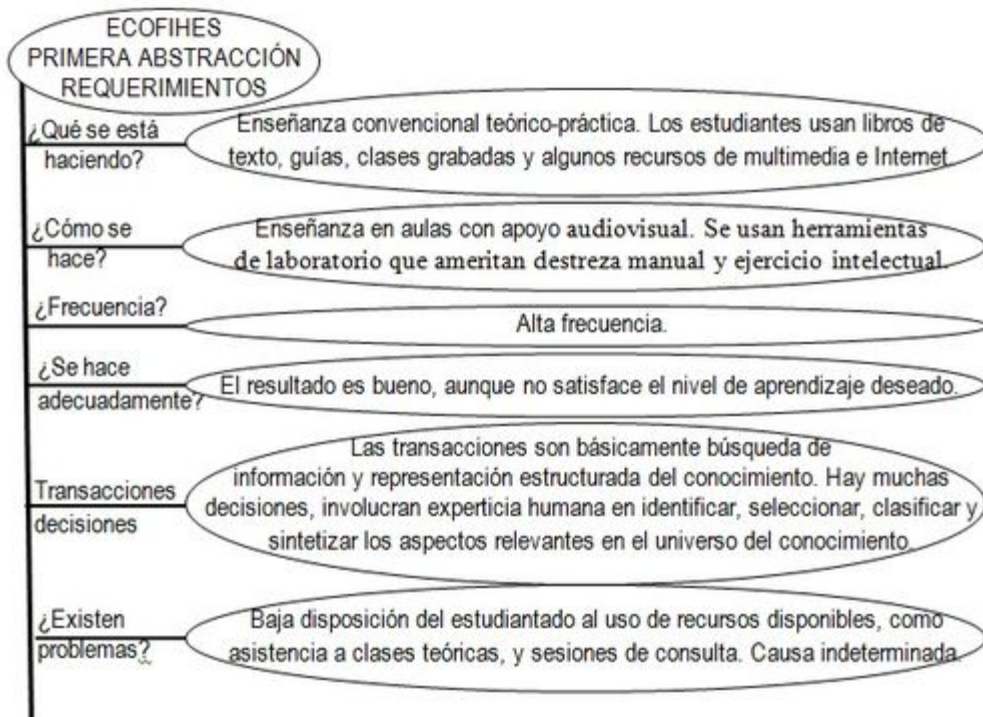 ECOFIHES
PRIMERA ABSTRACCIÓN
REQUERIMIENTOS
¿Qué se está
haciendo?
Enseñanza convencional teórico-práctica. Los estudiantes usan libros de
texto, guías, clases grabadas y algunos recursos de multimedia e Internet
¿Cómo se
hace?
Enseñanza en aulas con apoyo audiovisual. Se usan herramientas
de laboratorio que ameritan destreza manual y ejercicio intelectual.
¿Frecuencia?
Alta frecuencia.
¿Se hace
adecuadamente?
El resultado es bueno, aunque no satisface el nivel de aprendizaje deseado.
Transacciones
decisiones
Las transacciones son básicamente búsqueda de
información y representación estructurada del conocimiento. Hay muchas
decisiones, involucran experticia humana en identificar, seleccionar, clasificar y
sintetizar los aspectos relevantes en el universo del conocimiento.
¿Existen
problemas?
Baja disposición del estudiantado al uso de recursos disponibles, como
asistencia a clases teóricas, y sesiones de consulta. Causa indeterminada.